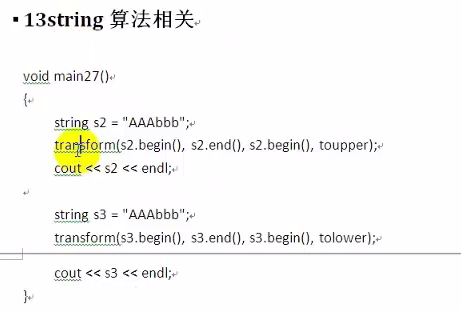 13string 算法相关
void main27()
{
string s2 = "AAAbbb";
transform(s2.begin(), s2.end(), s2.begin(), toupper);
cout << s2 << endl;
string s3 = "AAAbbb";
transform(s3.begin(), s3.end(), s3.begin(), tolower);
cout << s3 << endl;
}